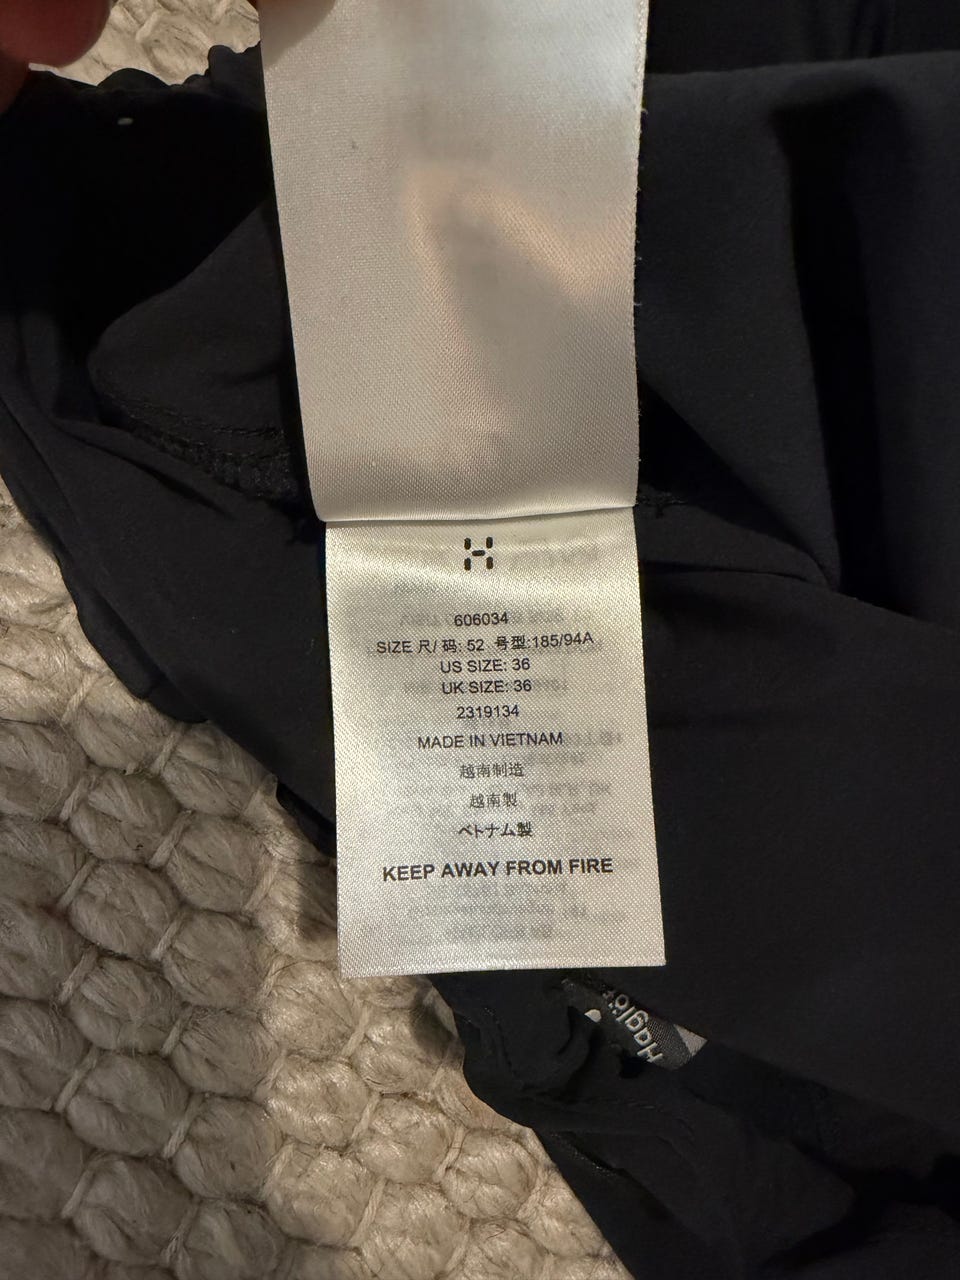 606034
SIZE 尺/ 码: 52 号型:185/94A
US SIZE: 36
UK SIZE: 36
2319134
MADE IN VIETNAM
越南制造
越南製
ベトナム製
KEEP AWAY FROM FIRE
Haglöfs